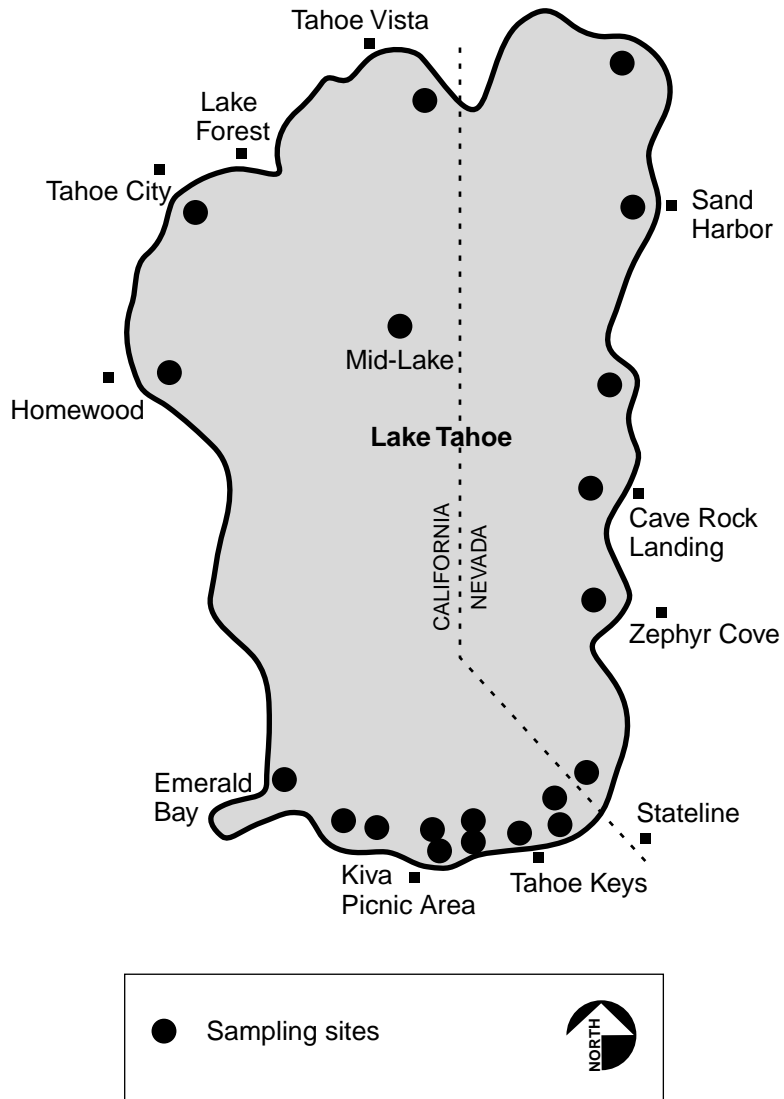 Tahoe Vista
Lake
Forest
Tahoe City
Sand
Harbor
Mid-Lake
Homewood
Lake Tahoe
CALIFORNIA
NEVADA
Cave Rock
Landing
Zephyr Cove
Emerald
Bay
Stateline
Kiva
Picnic Area
Tahoe Keys
Sampling sites
NORTH